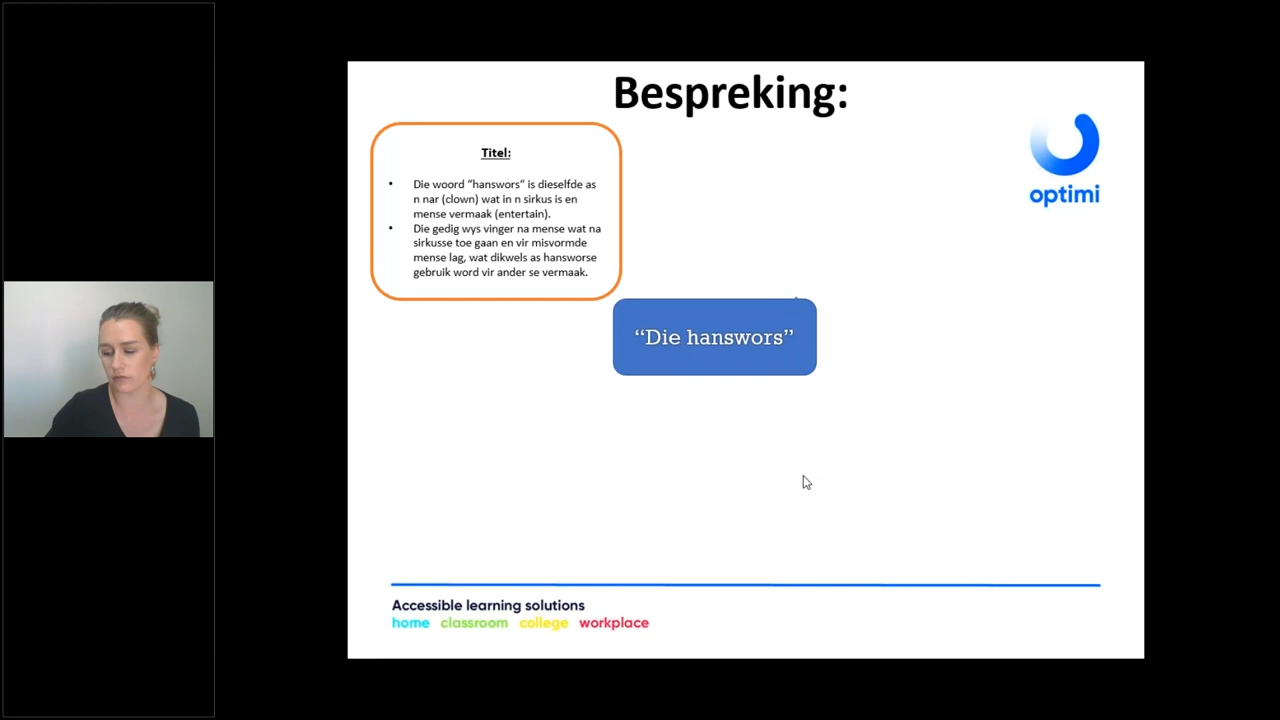 Bespreking:
Titel:
• Die woord “hanswors” is dieselfde as
n nar (clown) wat in n sirkus is en
mense vermaak (entertain).
• Die gedig wys vinger na mense wat na
sirkusse toe gaan en vir misvormde
mense lag, wat dikwels as hansworse
gebruik word vir ander se vermaak.
optimi
“Die hanswors”
Accessible learning solutions
home classroom college workplace